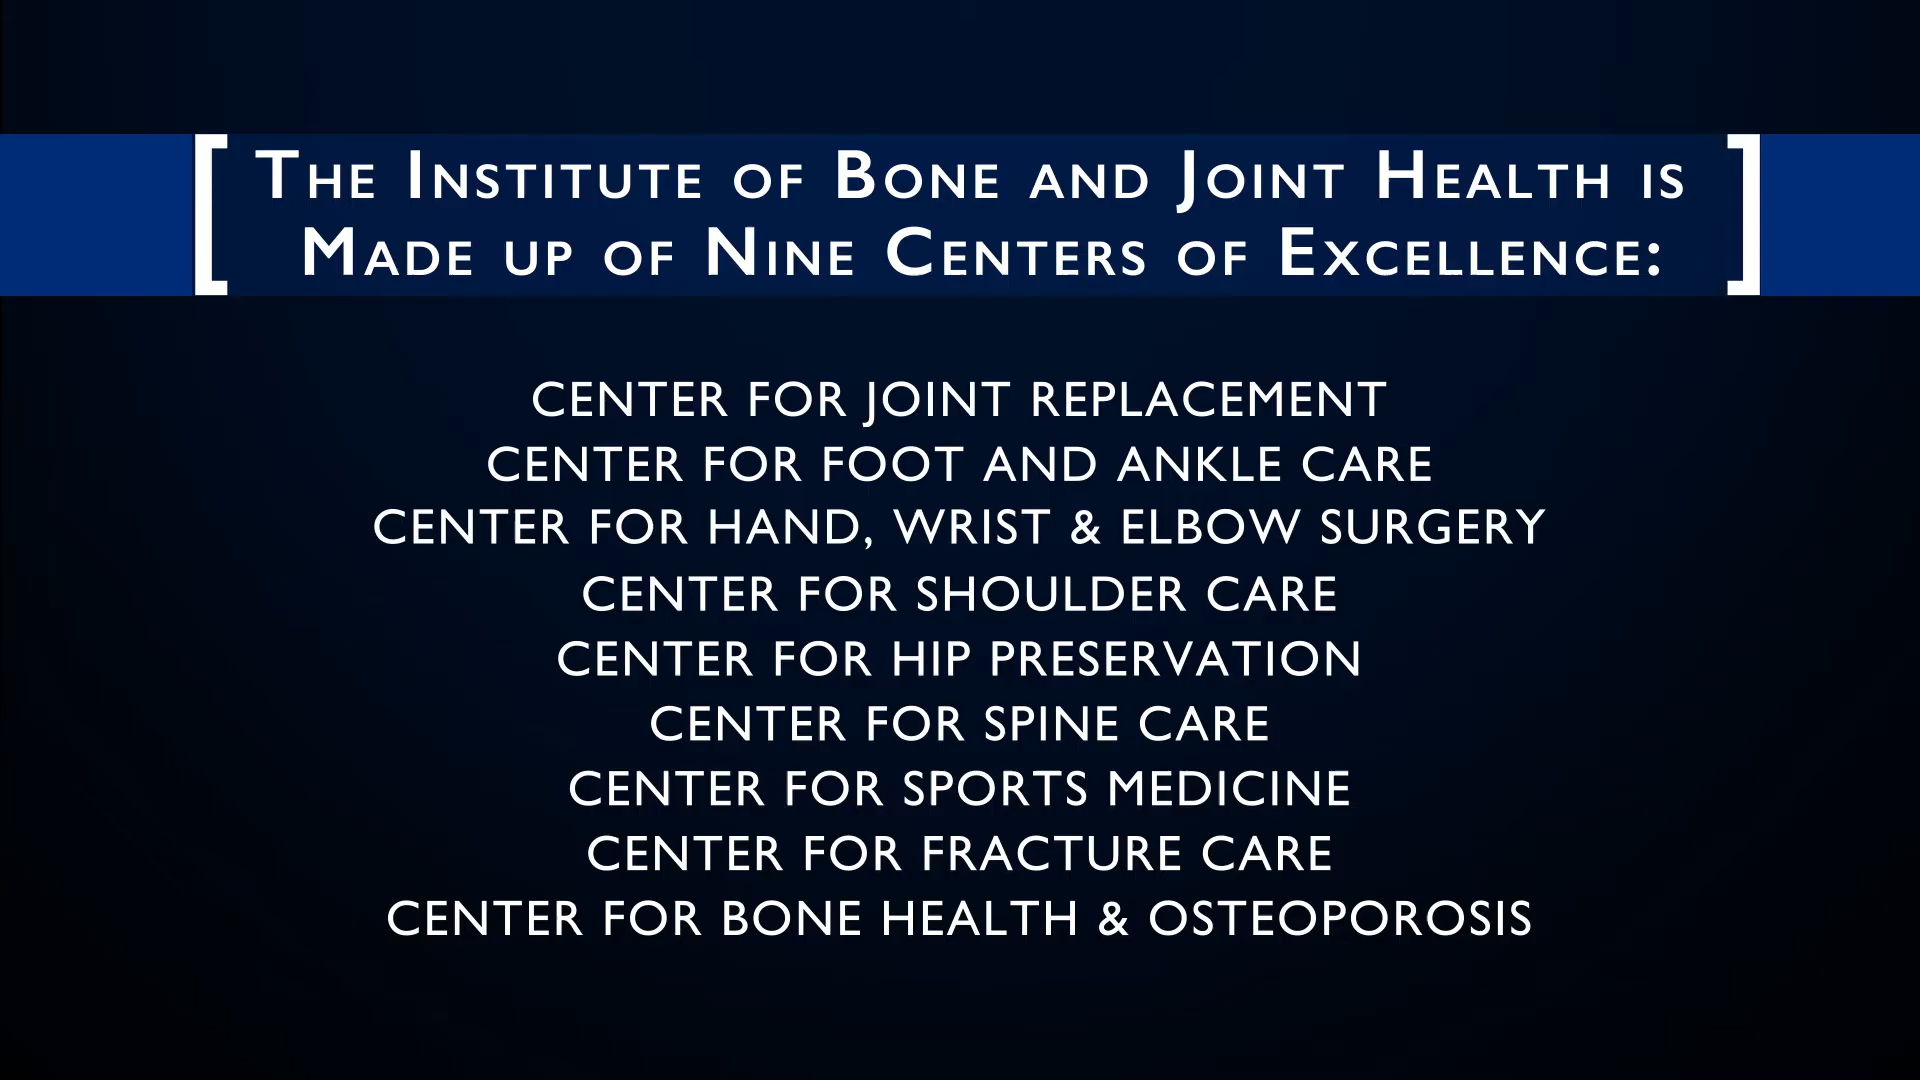 The Institute of Bone and Joint Health is
Made up of Nine Centers of Excellence:
CENTER FOR JOINT REPLACEMENT
CENTER FOR FOOT AND ANKLE CARE
CENTER FOR HAND, WRIST & ELBOW SURGERY
CENTER FOR SHOULDER CARE
CENTER FOR HIP PRESERVATION
CENTER FOR SPINE CARE
CENTER FOR SPORTS MEDICINE
CENTER FOR FRACTURE CARE
CENTER FOR BONE HEALTH & OSTEOPOROSIS